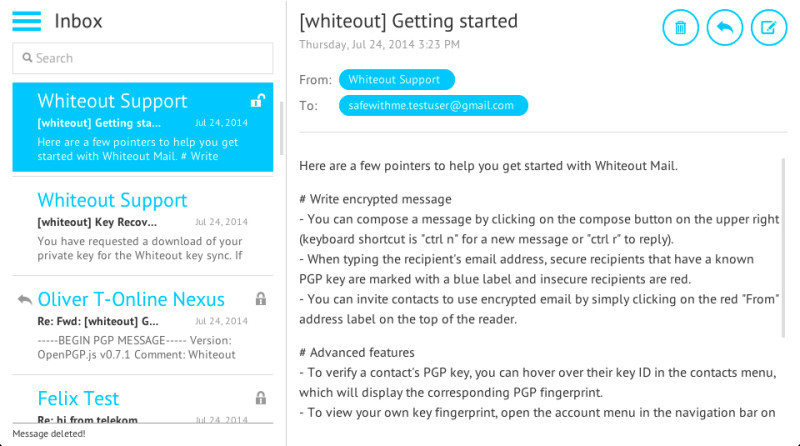 Inbox
Search
Whiteout Support
[whiteout] Getting sta... Jul 24, 2014
Here are a few pointers to help you get
started with Whiteout Mail. # Write
Whiteout Support
[whiteout] Key Recov... Jul 24, 2014
You have requested a download of your
private key for the Whiteout key sync. If
Oliver T-Online Nexus
Re: Fwd: [whiteout] G... Jul 24, 2014
-----BEGIN PGP MESSAGE----- Version:
OpenPGP.js v0.7.1 Comment: Whiteout
Felix Test
Re: hi from telekom Jul 24, 2014
Message deleted!
[whiteout] Getting started
Thursday, Jul 24, 2014 3:23 PM
From: Whiteout Support
To: safewithme.testuser@gmail.com
Here are a few pointers to help you get started with Whiteout Mail.
# Write encrypted message
- You can compose a message by clicking on the compose button on the upper right
(keyboard shortcut is "ctrl n" for a new message or "ctrl r" to reply).
- When typing the recipient's email address, secure recipients that have a known
PGP key are marked with a blue label and insecure recipients are red.
- You can invite contacts to use encrypted email by simply clicking on the red "From"
address label on the top of the reader.
# Advanced features
- To verify a contact's PGP key, you can hover over their key ID in the contacts menu,
which will display the corresponding PGP fingerprint.
- To view your own key fingerprint, open the account menu in the navigation bar on